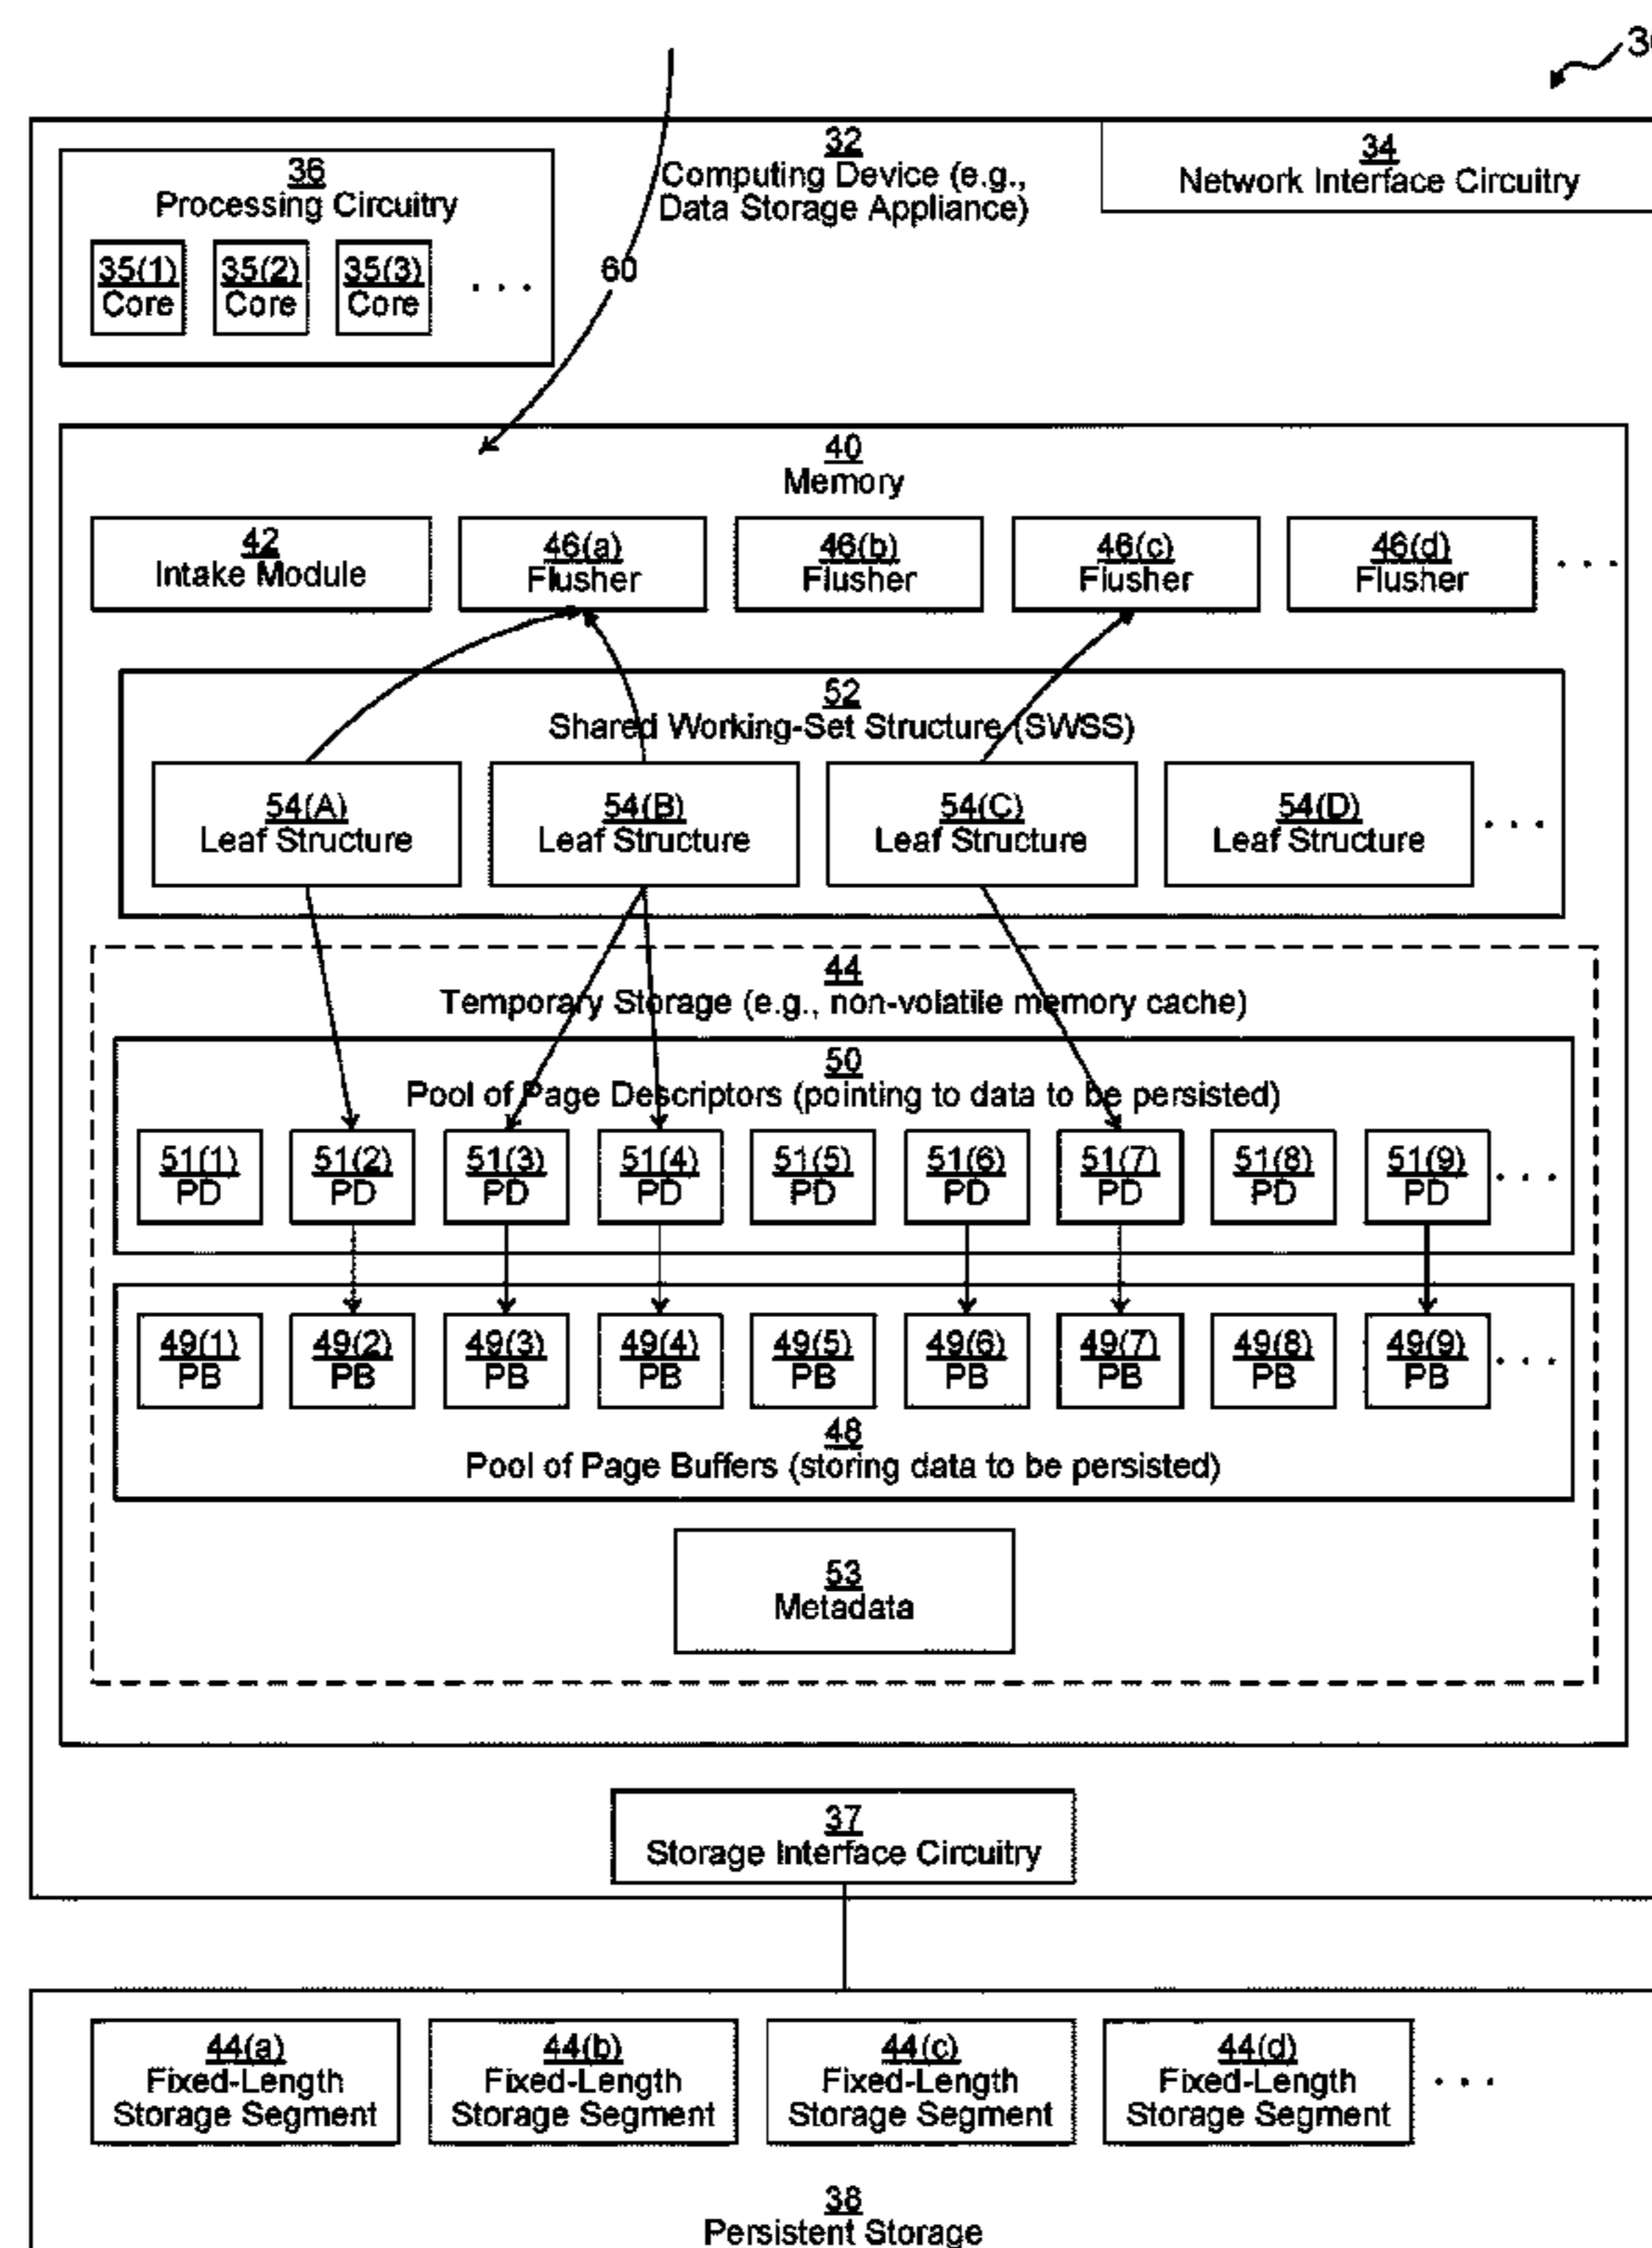 3
32
Computing Device (e.g.,
Data Storage Appliance)
34
Network Interface Circuitry
36
Processing Circuitry
35(1) 35(2) 35(3)
Core Core Core . . .
60
40
Memory
42
Intake Module
46(a) 46(b) 46(c) 46(d)
Flusher Flusher Flusher Flusher . . .
52
Shared Working-Set Structure (SWSS)
54(A) 54(B) 54(C) 54(D)
Leaf Structure Leaf Structure Leaf Structure Leaf Structure . . .
44
Temporary Storage (e.g., non-volatile memory cache)
50
Pool of Page Descriptors (pointing to data to be persisted)
51(1) 51(2) 51(3) 51(4) 51(5) 51(6) 51(7) 51(8) 51(9)
PD PD PD PD PD PD PD PD PD . . .
49(1) 49(2) 49(3) 49(4) 49(5) 49(6) 49(7) 49(8) 49(9)
PB PB PB PB PB PB PB PB PB . . .
48
Pool of Page Buffers (storing data to be persisted)
53
Metadata
37
Storage Interface Circuitry
44(a) 44(b) 44(c) 44(d)
Fixed-Length Fixed-Length Fixed-Length Fixed-Length . . .
Storage Segment Storage Segment Storage Segment Storage Segment
38
Persistent Storage